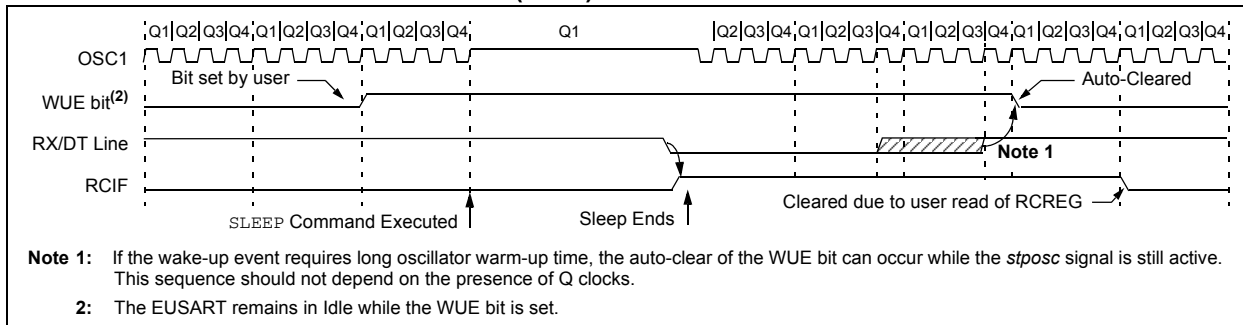 Q1 Q2 Q3 Q4 Q1 Q2 Q3 Q4 Q1 Q2 Q3 Q4 Q1 Q2 Q3 Q4 Q1 Q2 Q3 Q4 Q1 Q2 Q3 Q4 Q1 Q2 Q3 Q4 Q1 Q2 Q3 Q4
OSC1
Bit set by user
Auto-Cleared
WUE bit(2)
RX/DT Line
Note 1
RCIF
Cleared due to user read of RCREG
SLEEP Command Executed
Sleep Ends
Note 1: If the wake-up event requires long oscillator warm-up time, the auto-clear of the WUE bit can occur while the stposc signal is still active.
This sequence should not depend on the presence of Q clocks.
2: The EUSART remains in Idle while the WUE bit is set.